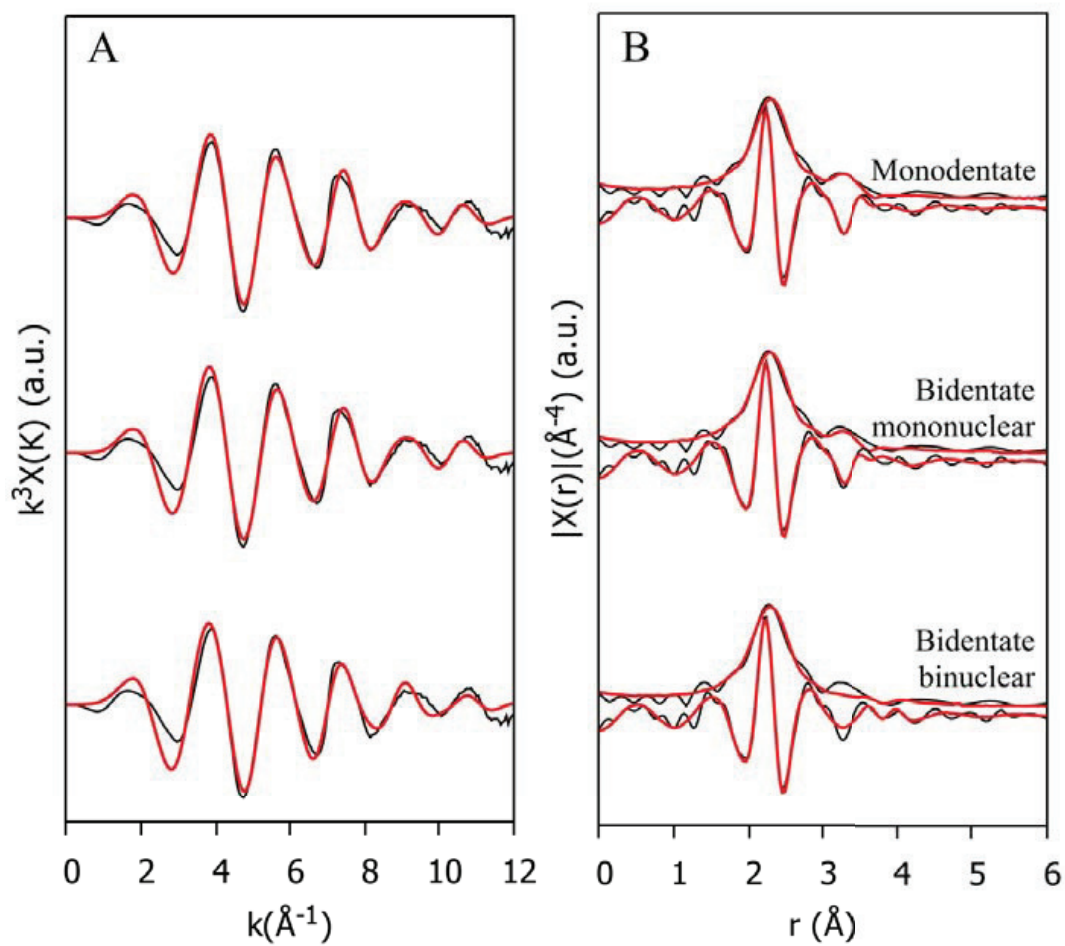 A
k³X(K) (a.u.)
0 2 4 6 8 10 12
k(Å⁻¹)
B
Monodentate
Bidentate
mononuclear
Bidentate
binuclear
|X(r)|(Å⁻⁴) (a.u.)
0 1 2 3 4 5 6
r (Å)